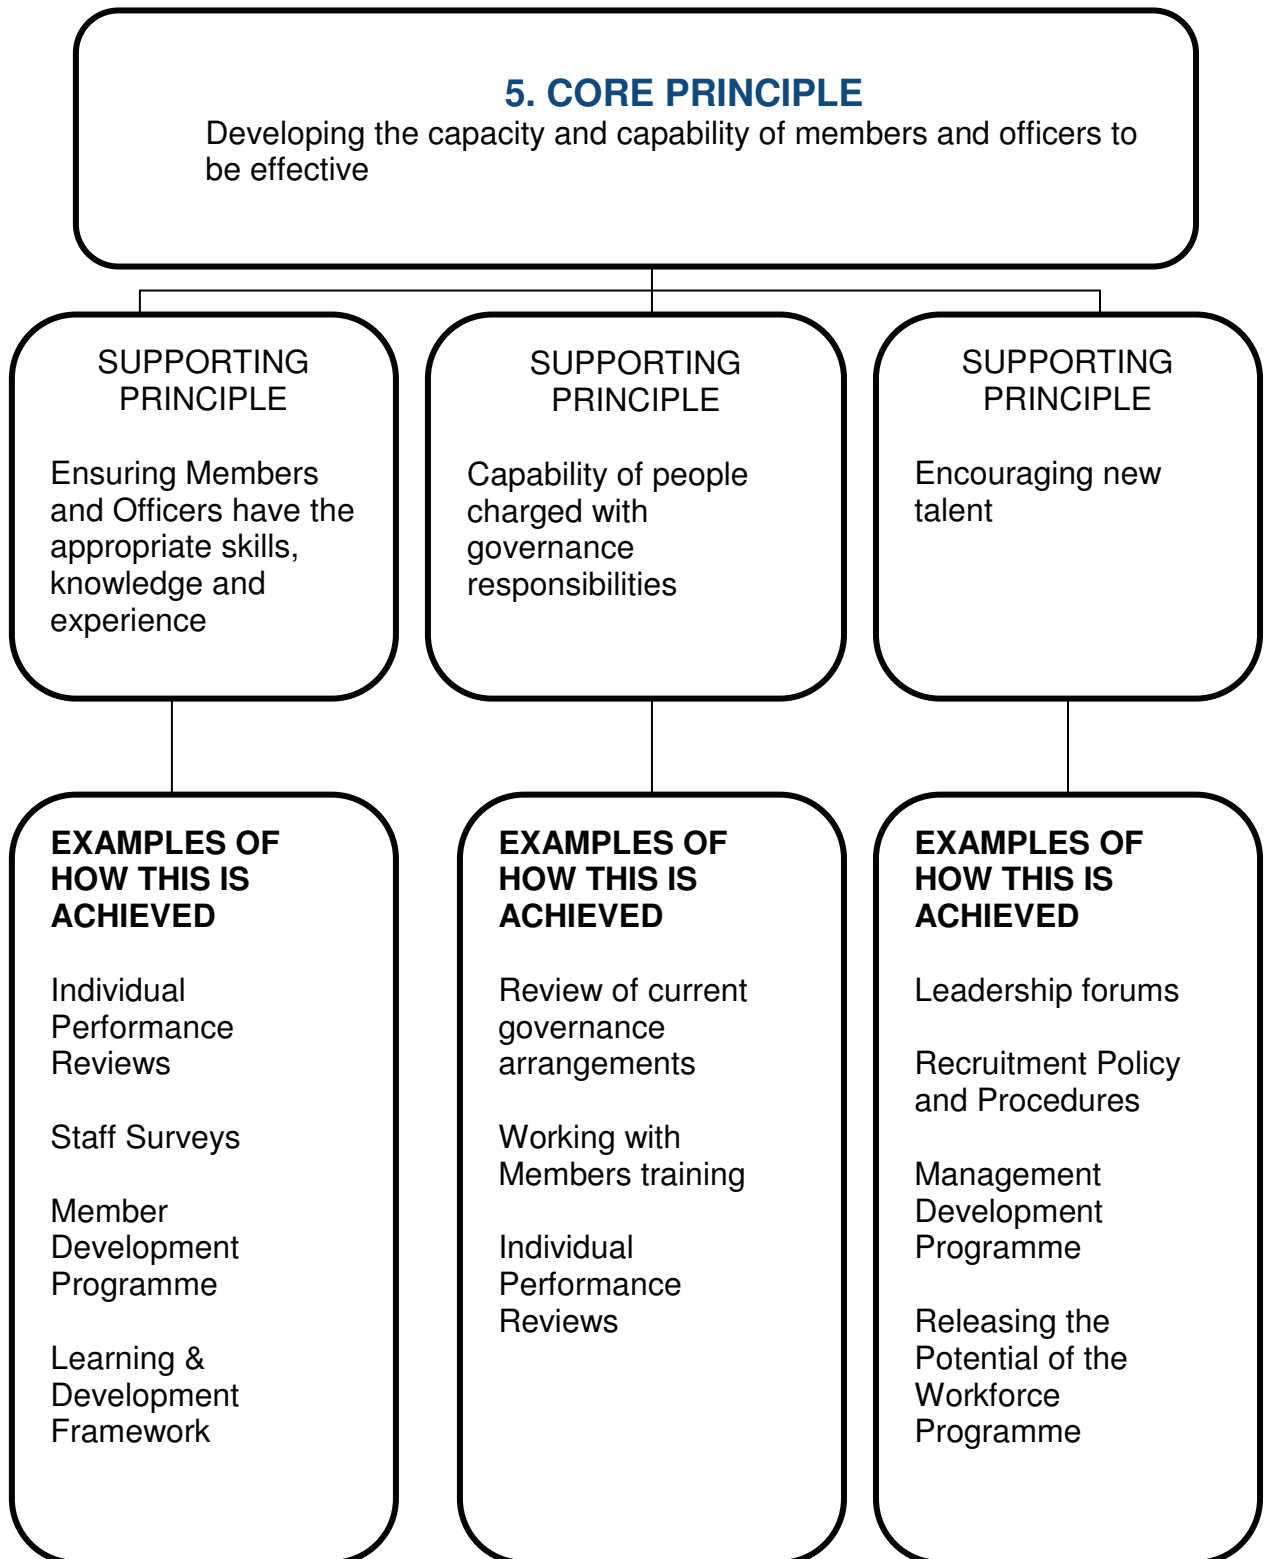 5. CORE PRINCIPLE
Developing the capacity and capability of members and officers to
be effective
SUPPORTING
PRINCIPLE
Ensuring Members
and Officers have the
appropriate skills,
knowledge and
experience
SUPPORTING
PRINCIPLE
Capability of people
charged with
governance
responsibilities
SUPPORTING
PRINCIPLE
Encouraging new
talent
EXAMPLES OF
HOW THIS IS
ACHIEVED
Individual
Performance
Reviews
Staff Surveys
Member
Development
Programme
Learning &
Development
Framework
EXAMPLES OF
HOW THIS IS
ACHIEVED
Review of current
governance
arrangements
Working with
Members training
Individual
Performance
Reviews
EXAMPLES OF
HOW THIS IS
ACHIEVED
Leadership forums
Recruitment Policy
and Procedures
Management
Development
Programme
Releasing the
Potential of the
Workforce
Programme